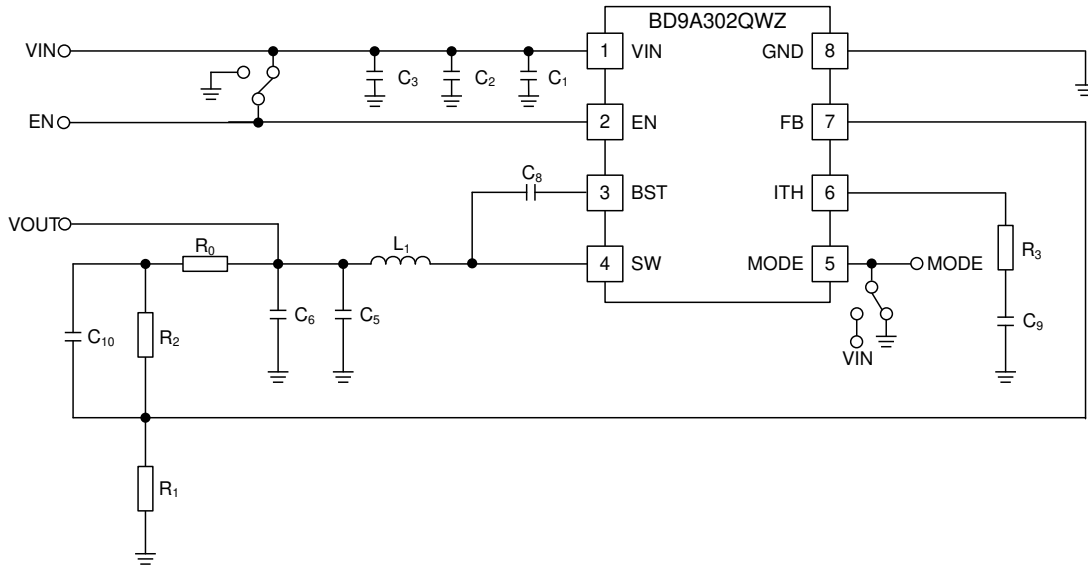 BD9A302QWZ
VIN
1
VIN
GND
8
C3
C2
C1
EN
2
EN
FB
7
C8
3
BST
ITH
6
VOUT
R0
L1
4
SW
MODE
5
MODE
R3
C10
R2
C6
C5
C9
VIN
R1